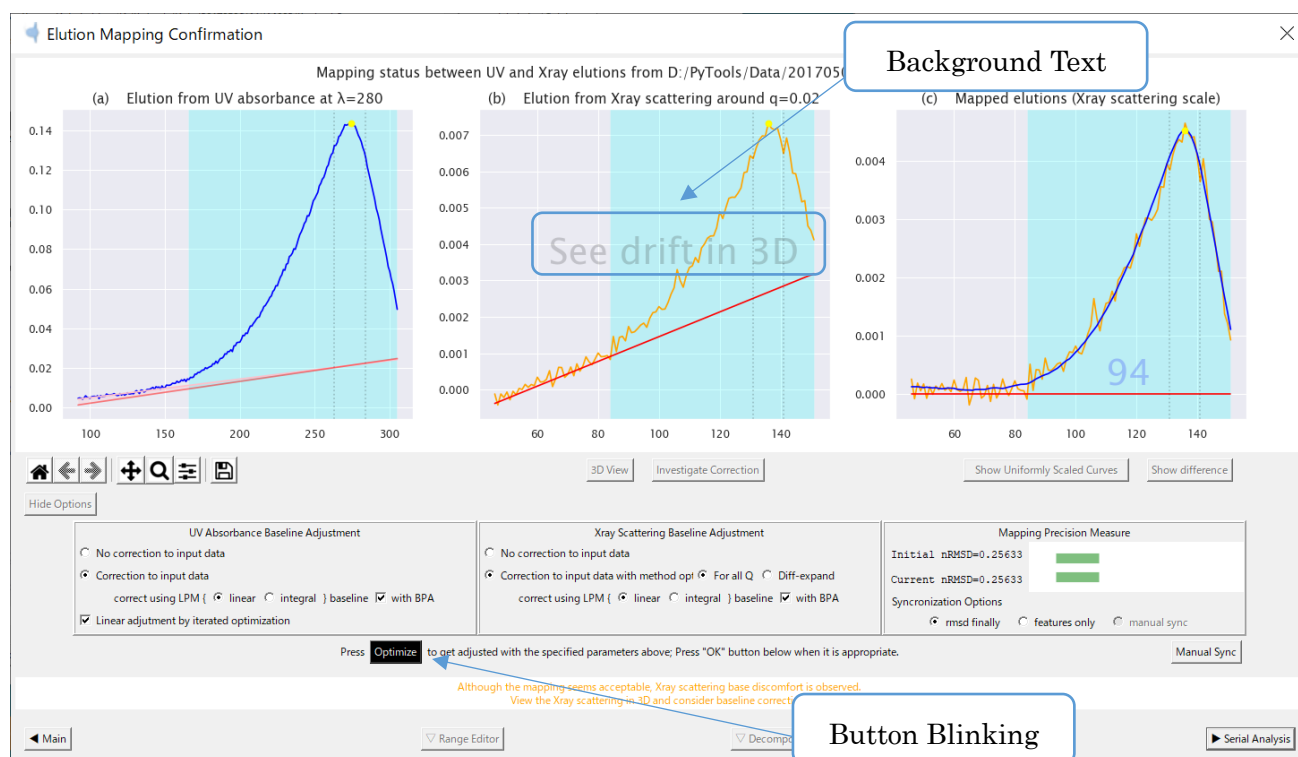 Elution Mapping Confirmation
Background Text
Mapping status between UV and Xray elutions from D:/PyTools/Data/2017050
(a) Elution from UV absorbance at λ=280
(b) Elution from Xray scattering around q=0.02
(c) Mapped elutions (Xray scattering scale)
0.14
0.12
0.10
0.08
0.06
0.04
0.02
0.00
100 150 200 250 300
0.007
0.006
0.005
0.004
0.003
0.002
0.001
0.000
60 80 100 120 140
See drift in 3D
0.004
0.003
0.002
0.001
0.000
60 80 100 120 140
94
3D View Investigate Correction Show Uniformly Scaled Curves Show difference
Hide Options
UV Absorbance Baseline Adjustment
No correction to input data
Correction to input data
correct using LPM { linear integral } baseline with BPA
Linear adjutment by iterated optimization
Xray Scattering Baseline Adjustment
No correction to input data
Correction to input data with method opt For all Q Diff-expand
correct using LPM { linear integral } baseline with BPA
Mapping Precision Measure
Initial nRMSD=0.25633
Current nRMSD=0.25633
Syncronization Options
rmsd finally features only manual sync
Press Optimize to get adjusted with the specified parameters above; Press "OK" button below when it is appropriate. Manual Sync
Although the mapping seems acceptable, Xray scattering base discomfort is observed.
View the Xray scattering in 3D and consider baseline correcti
Button Blinking
◀ Main ▽ Range Editor ▽ Decompo ▶ Serial Analysis